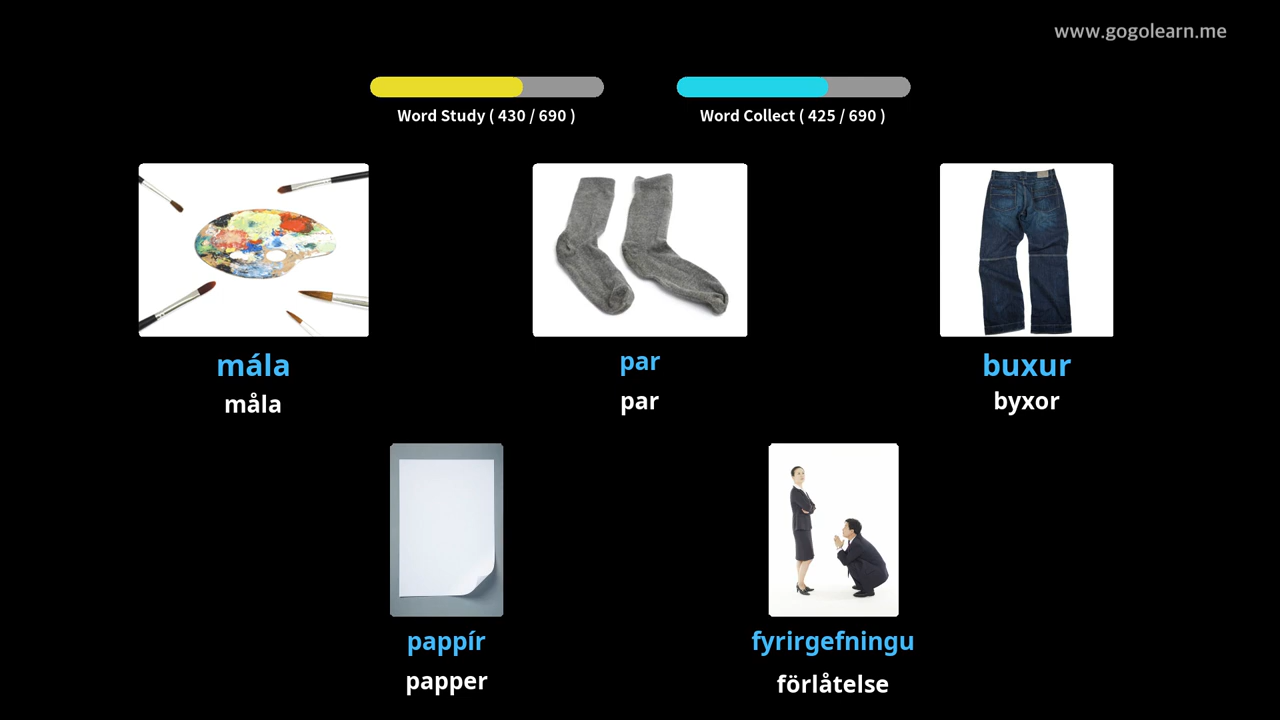 www.gogolearn.me
Word Study ( 430 / 690 )
Word Collect ( 425 / 690 )
mála
måla
par
par
buxur
byxor
pappír
papper
fyrirgefningu
förlåtelse